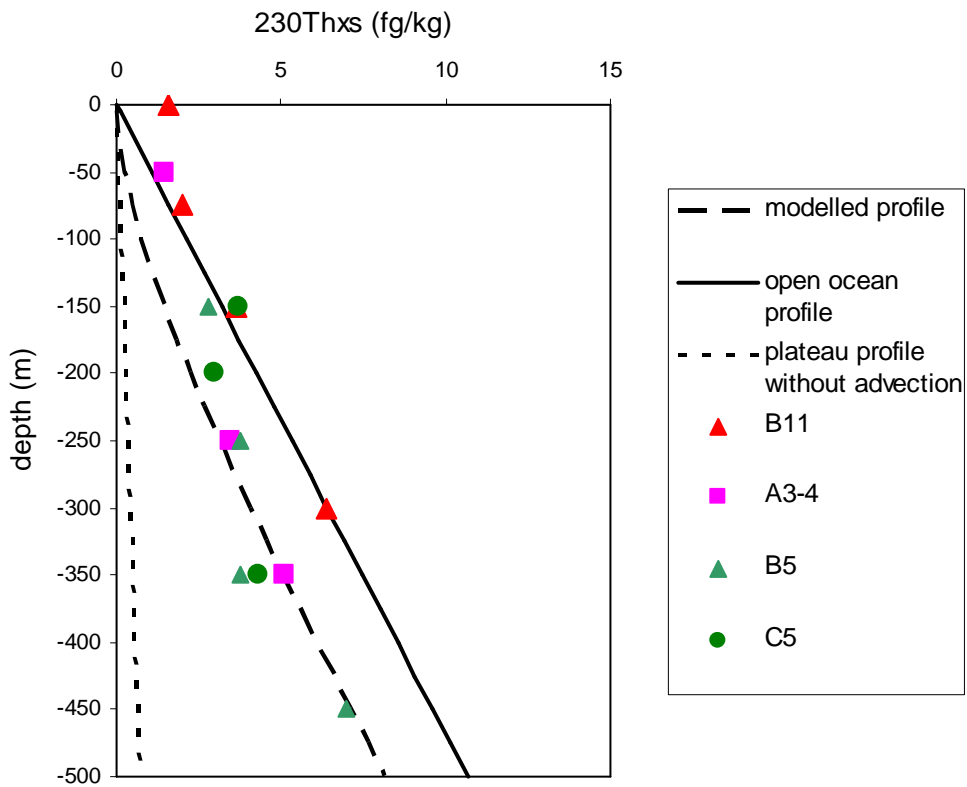 230Thxs (fg/kg)
0 5 10 15
0
-50
-100
-150
-200
-250
-300
-350
-400
-450
-500
depth (m)
modelled profile
open ocean
profile
plateau profile
without advection
B11
A3-4
B5
C5